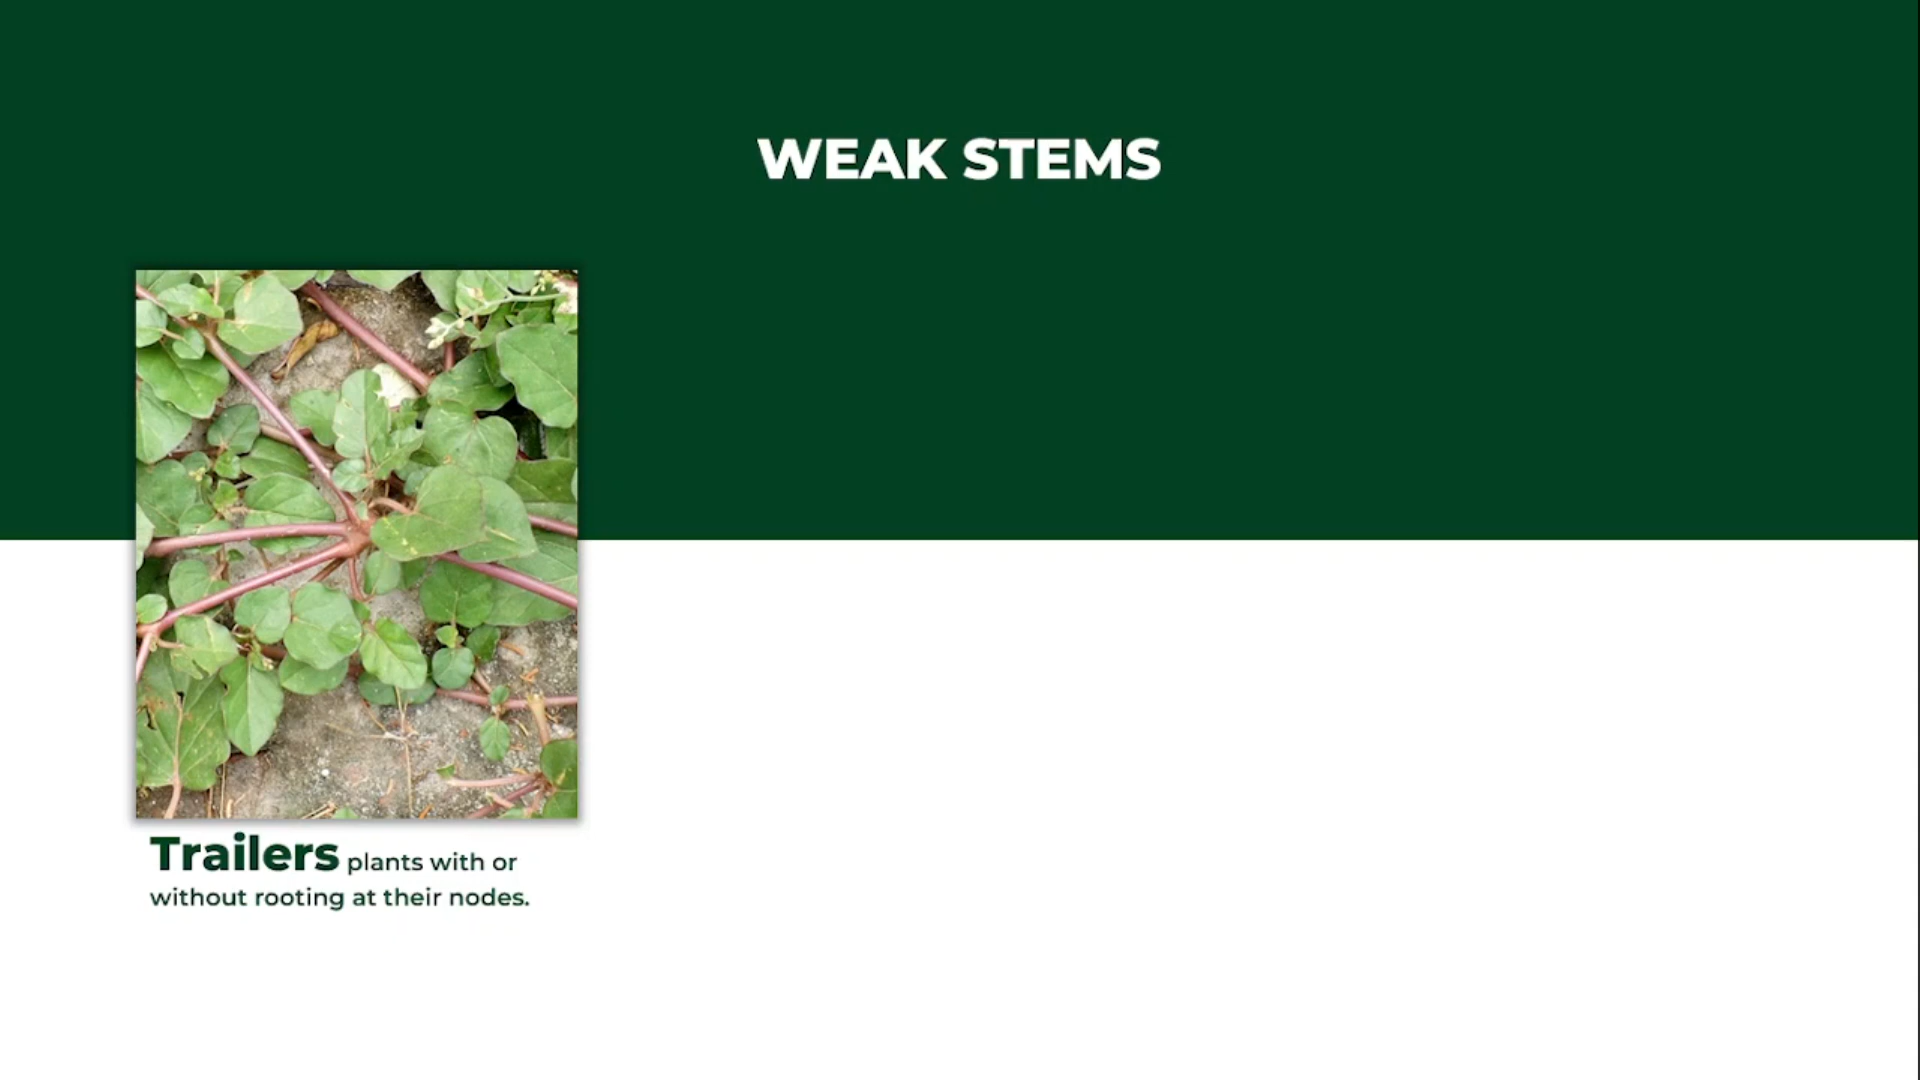 WEAK STEMS
Trailers plants with or
without rooting at their nodes.